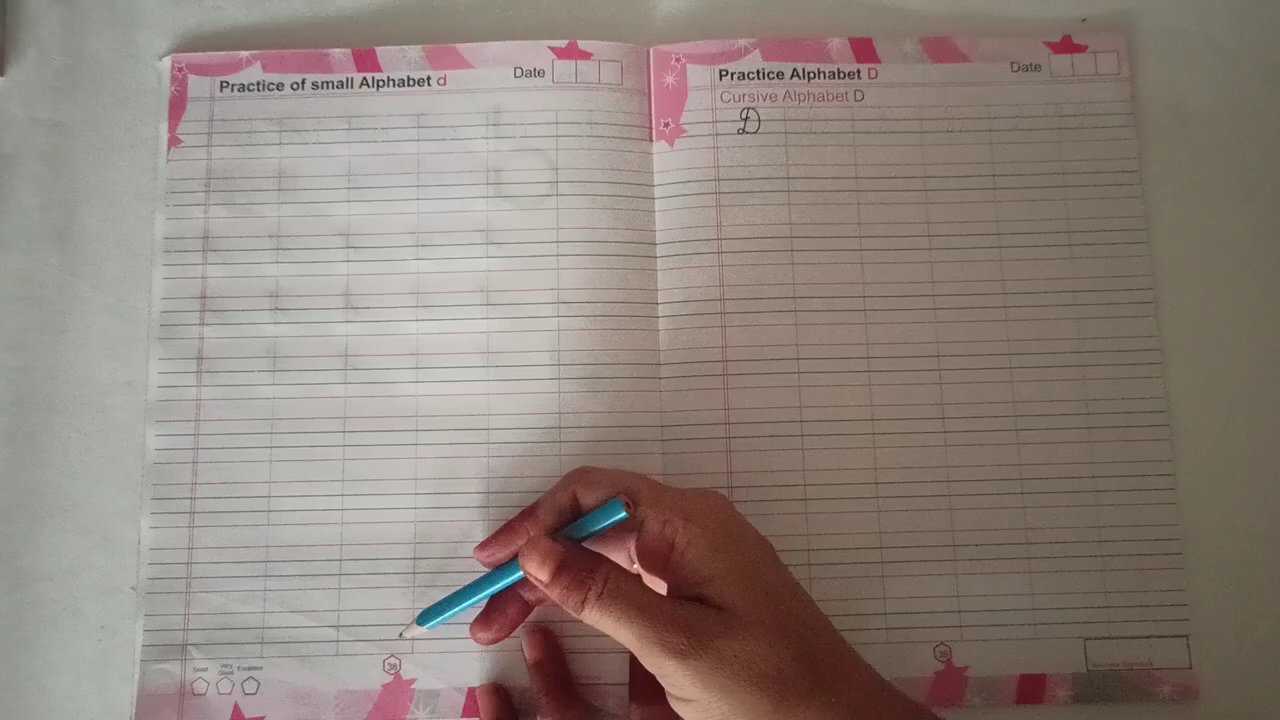 Practice of small Alphabet d
Date
Good
Very Good
Excellent
38
Practice Alphabet D
Date
Cursive Alphabet D
D
39